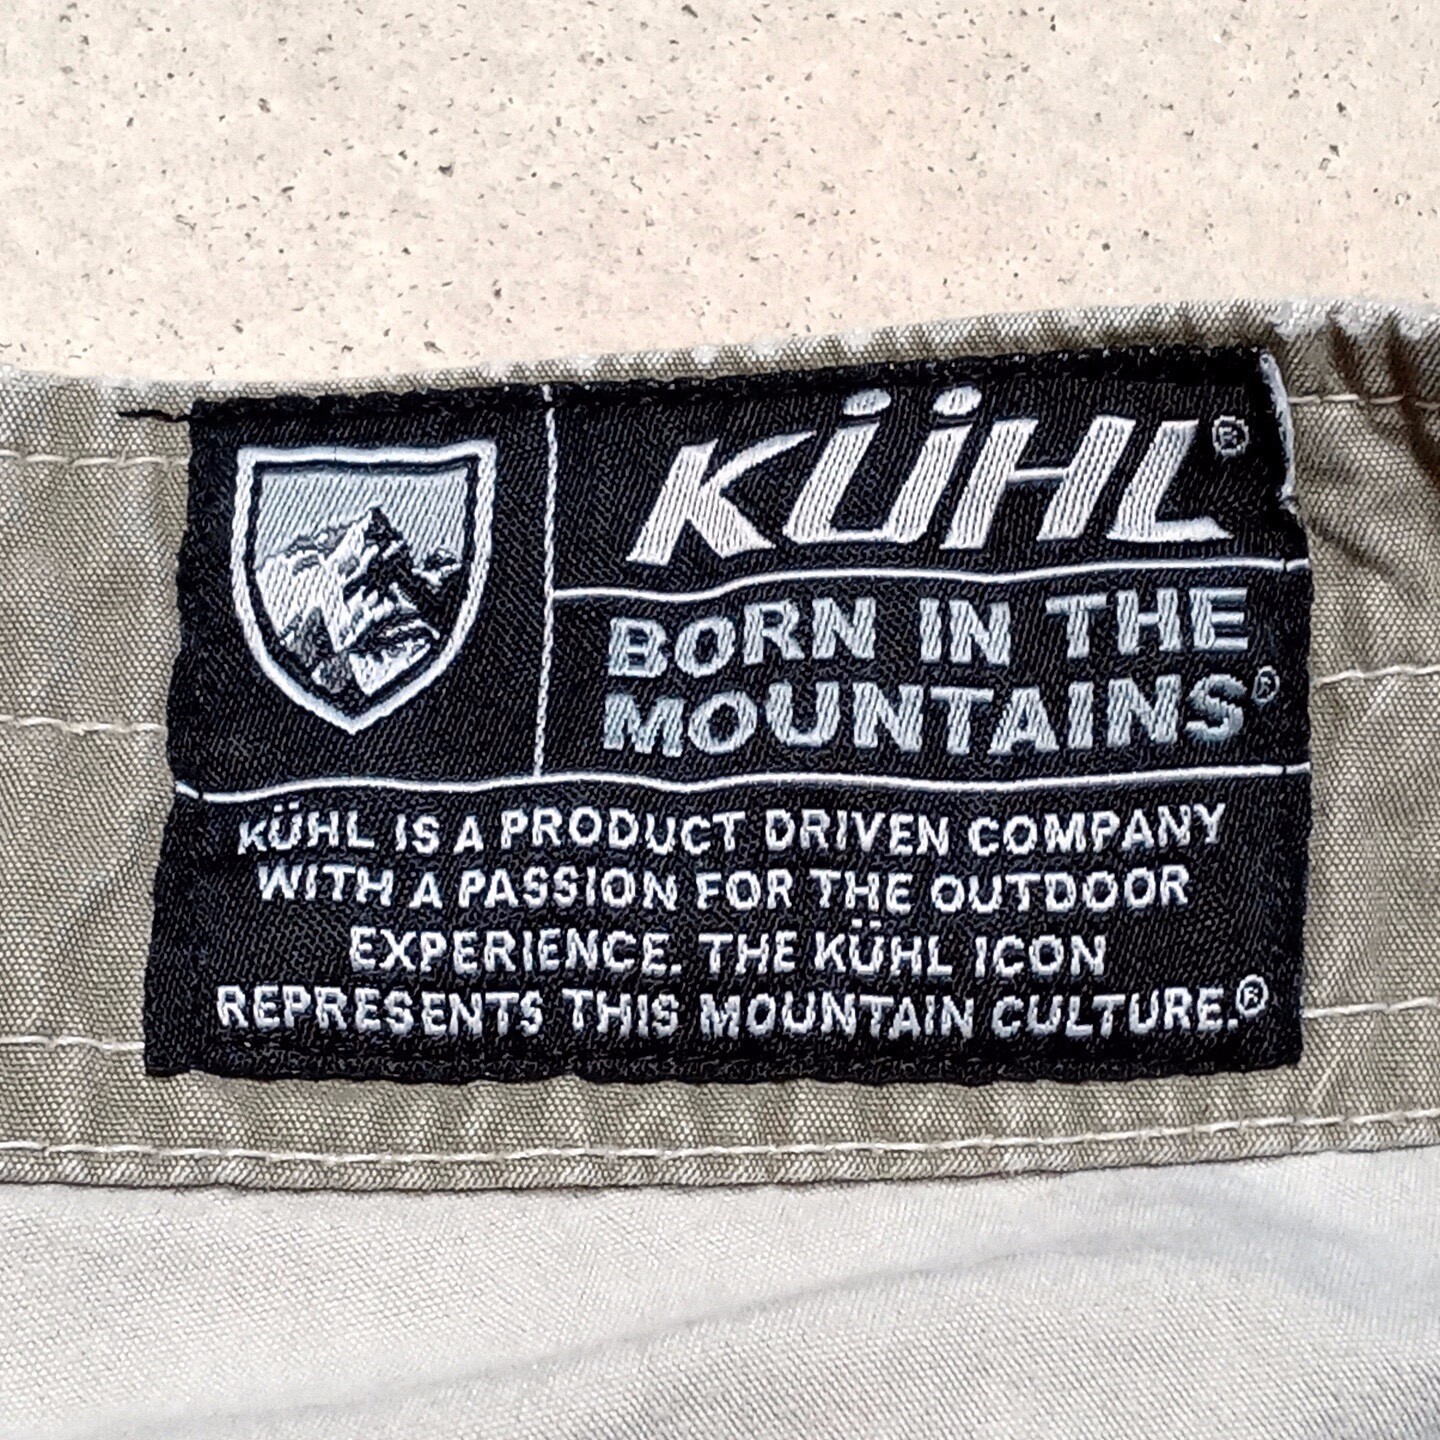 KÜHL®
BORN IN THE
MOUNTAINS®
KÜHL IS A PRODUCT DRIVEN COMPANY
WITH A PASSION FOR THE OUTDOOR
EXPERIENCE. THE KÜHL ICON
REPRESENTS THIS MOUNTAIN CULTURE.®